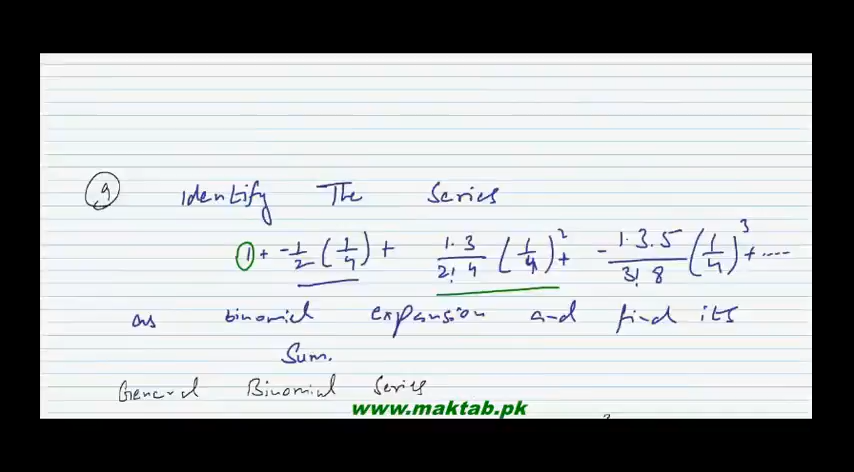 9 Identify The Series
1 + -1/2 (1/4) + 1.3/2! 4 (1/4)^2 + -1.3.5/3! 8 (1/4)^3 + ....
as binomial expansion and find its
Sum.
General Binomial Series
www.maktab.pk